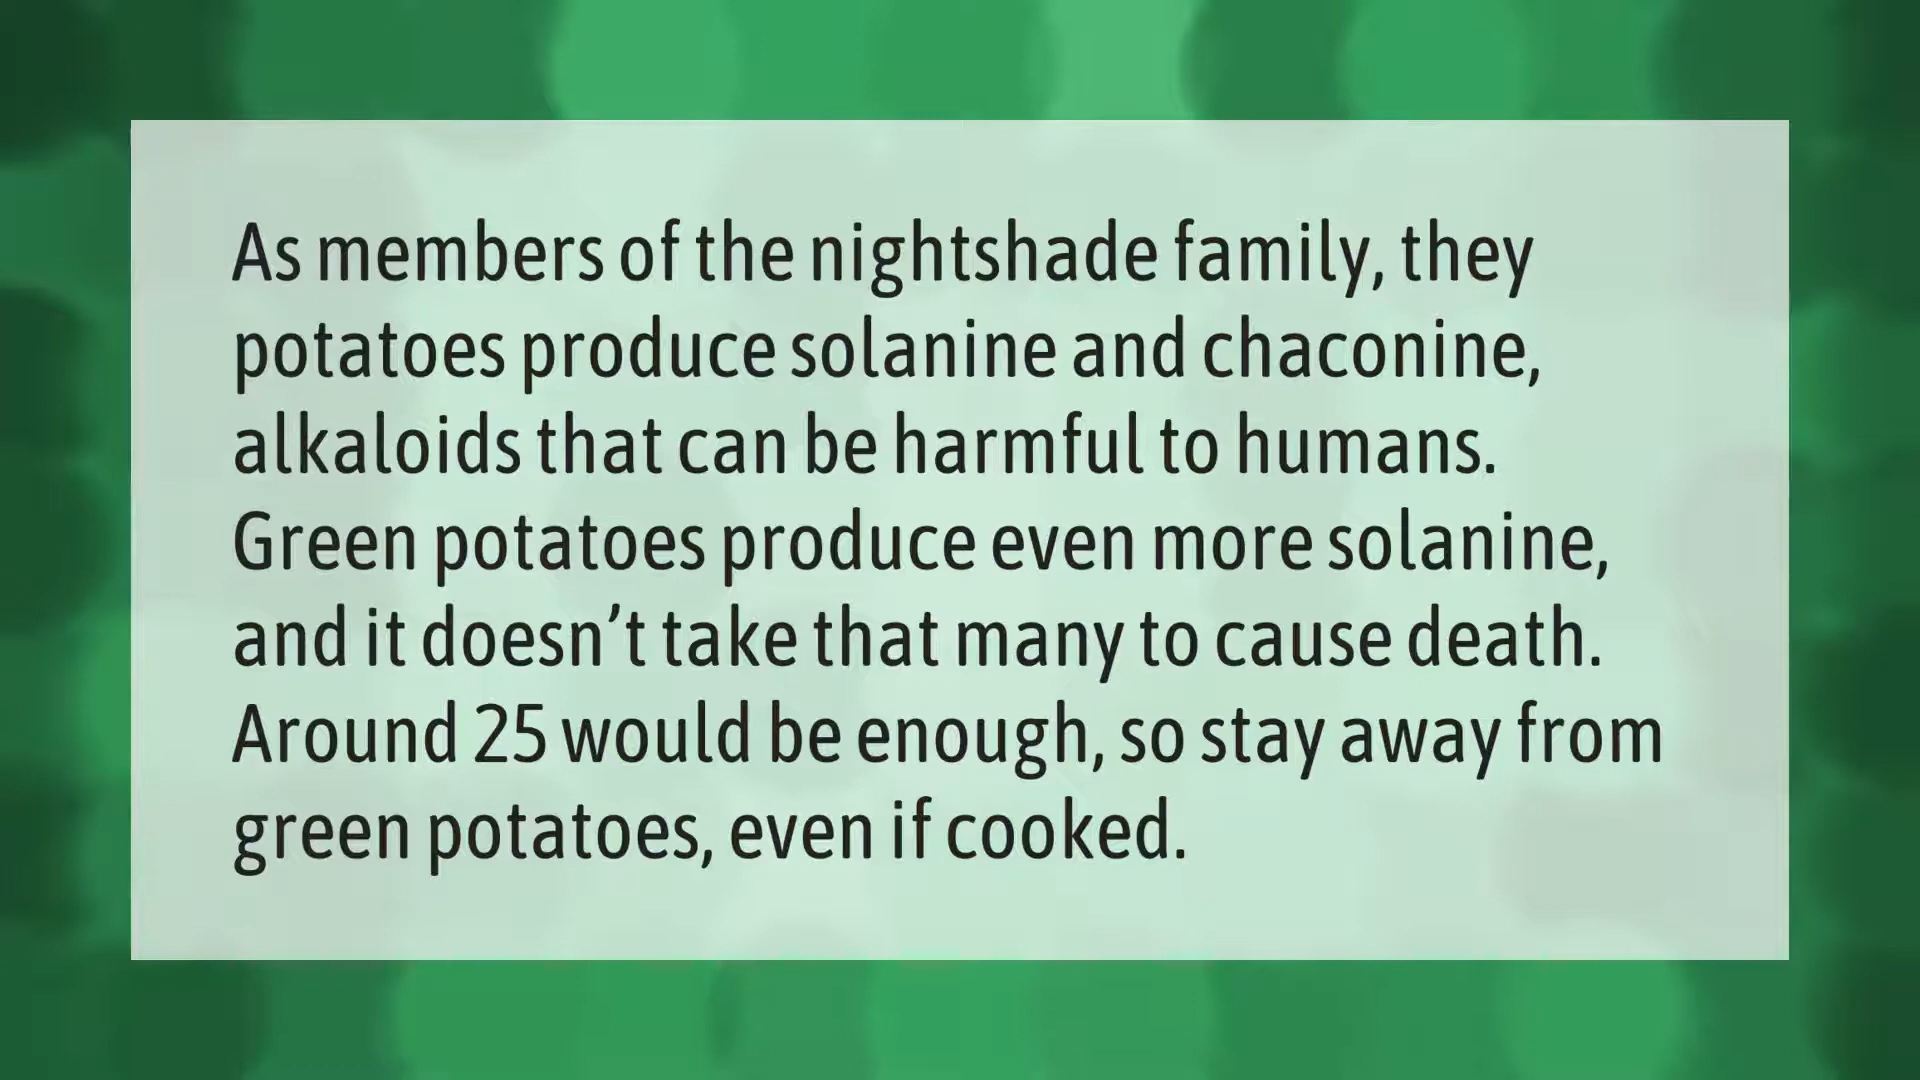 As members of the nightshade family, they
potatoes produce solanine and chaconine,
alkaloids that can be harmful to humans.
Green potatoes produce even more solanine,
and it doesn’t take that many to cause death.
Around 25 would be enough, so stay away from
green potatoes, even if cooked.